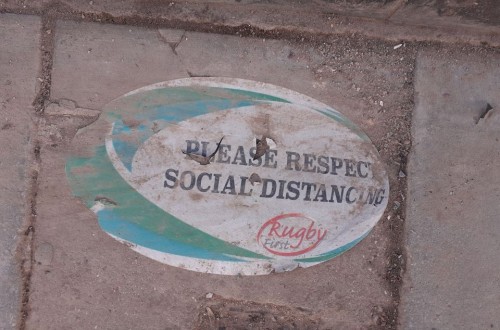 PLEASE RESPECT
SOCIAL DISTANCING
Rugby
First